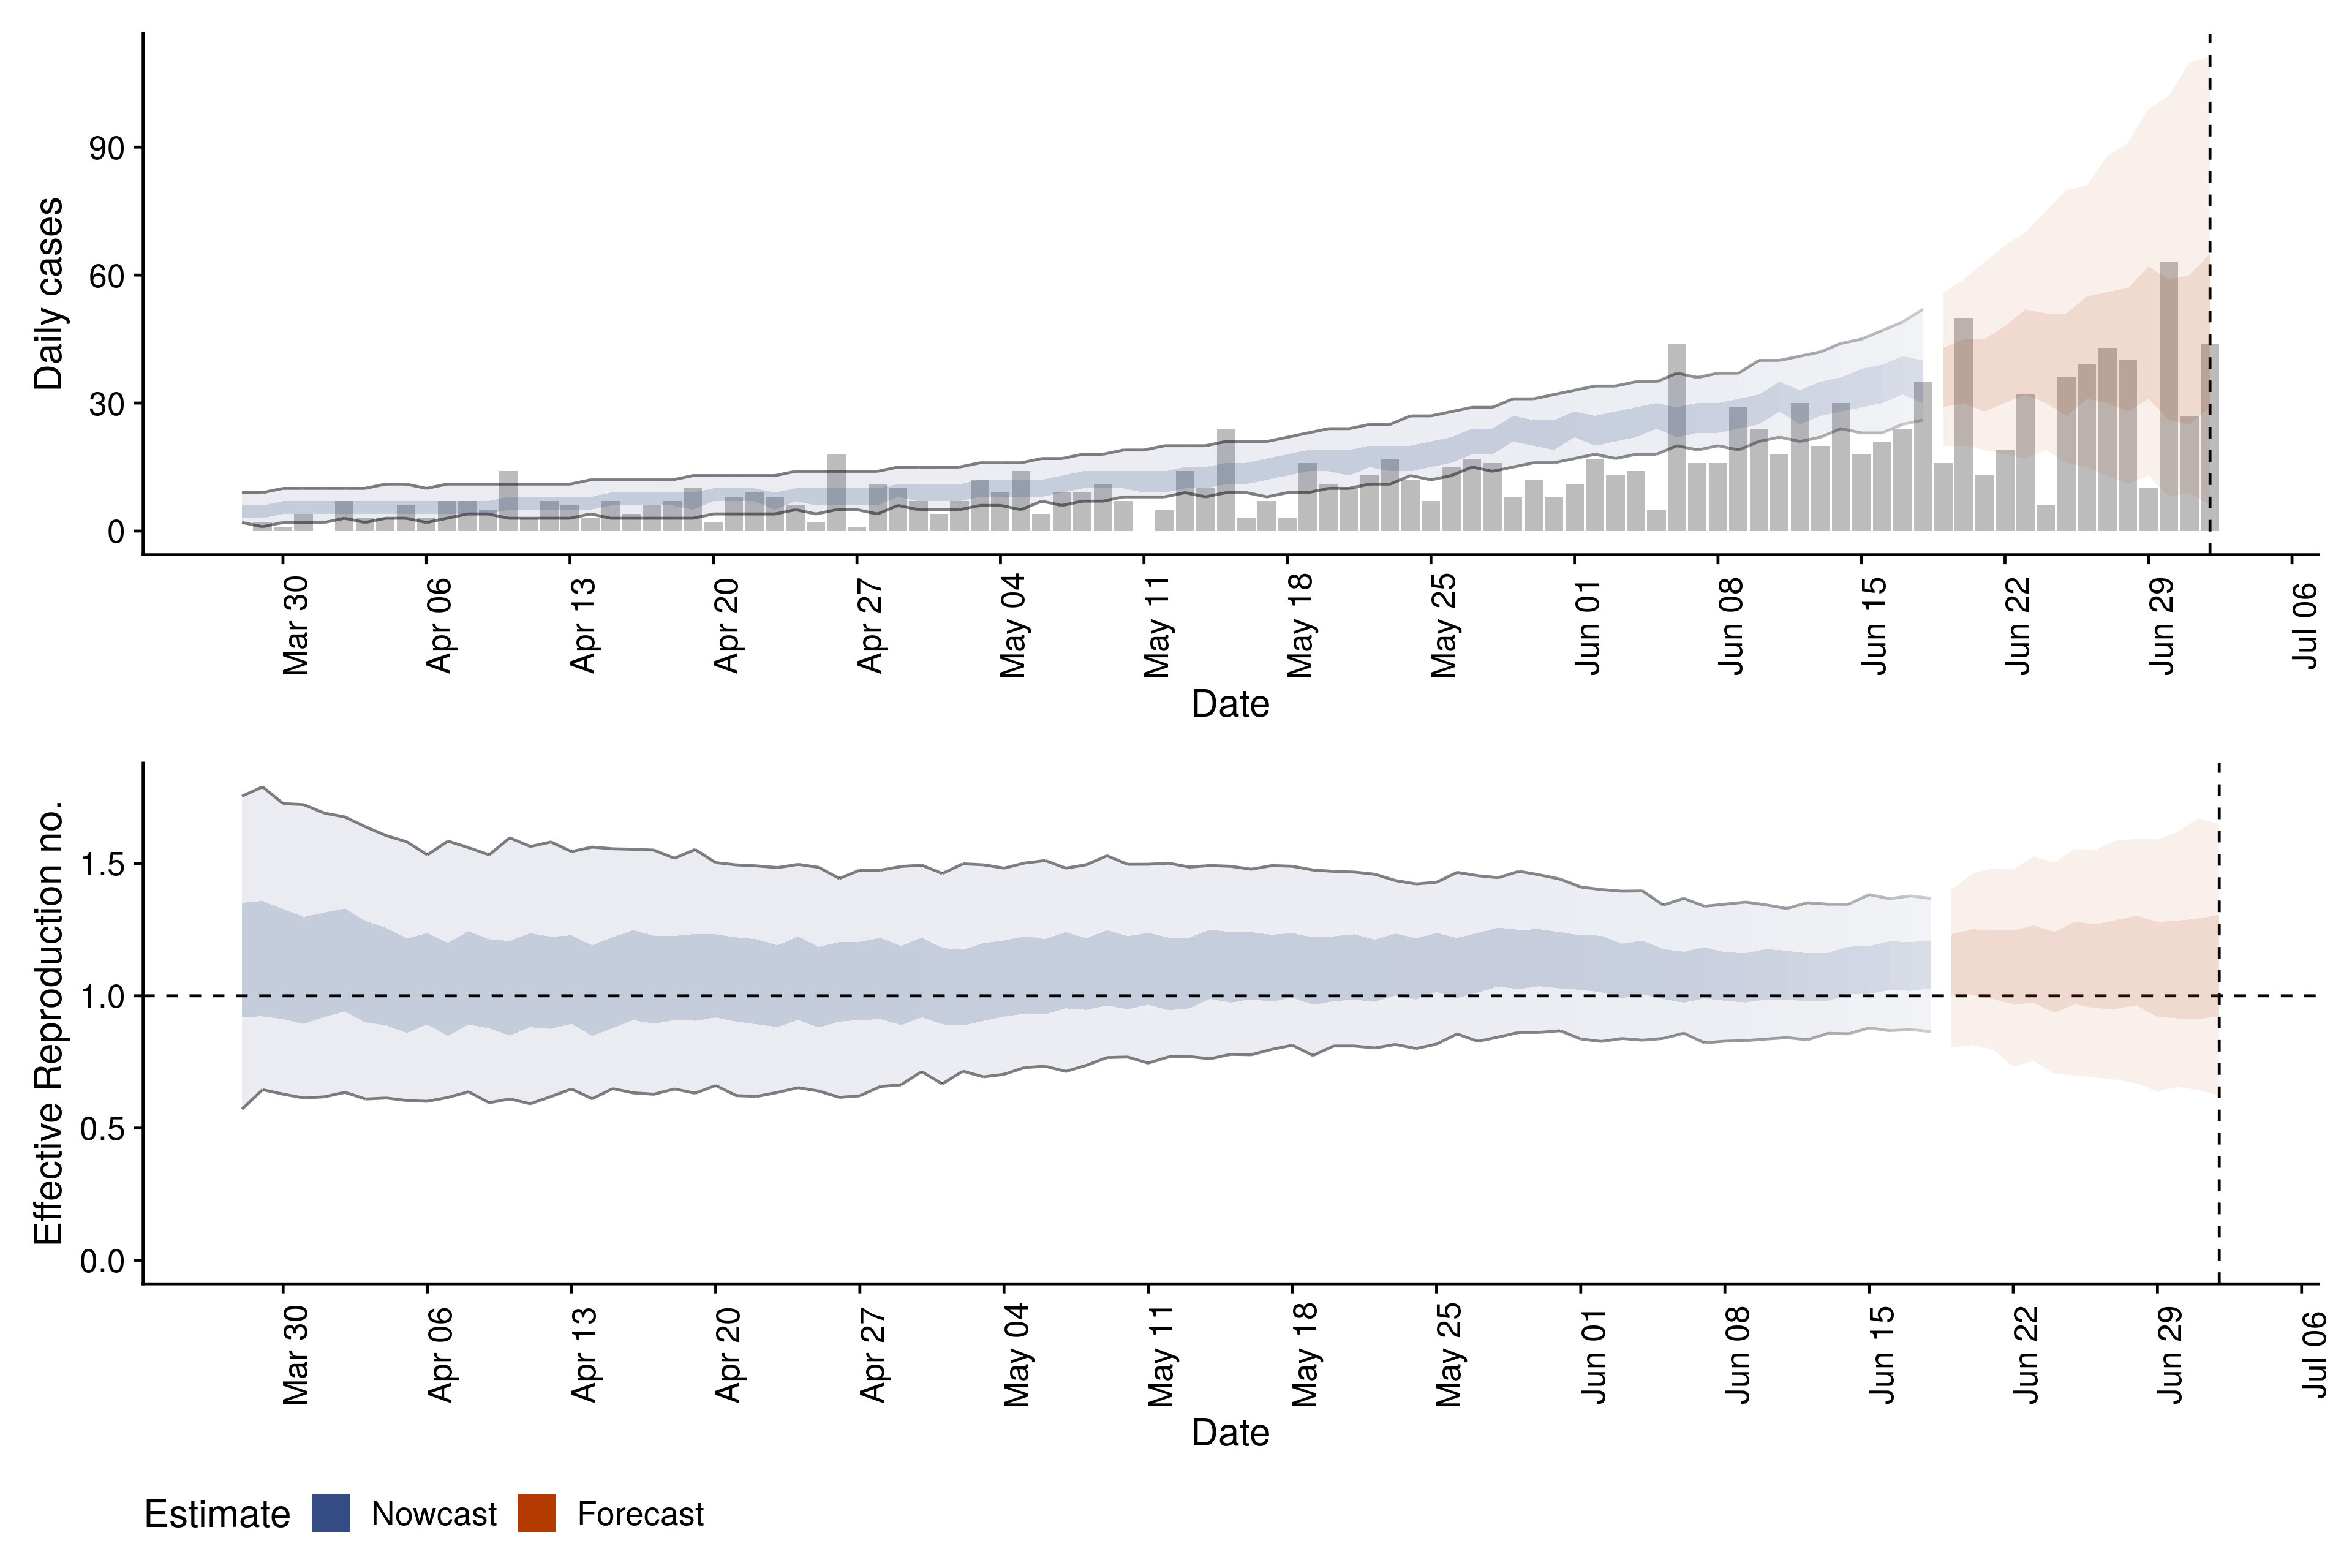 Daily cases
90
60
30
0
Mar 30
Apr 06
Apr 13
Apr 20
Apr 27
May 04
May 11
May 18
May 25
Jun 01
Jun 08
Jun 15
Jun 22
Jun 29
Jul 06
Date
Effective Reproduction no.
1.5
1.0
0.5
0.0
Mar 30
Apr 06
Apr 13
Apr 20
Apr 27
May 04
May 11
May 18
May 25
Jun 01
Jun 08
Jun 15
Jun 22
Jun 29
Jul 06
Date
Estimate Nowcast Forecast